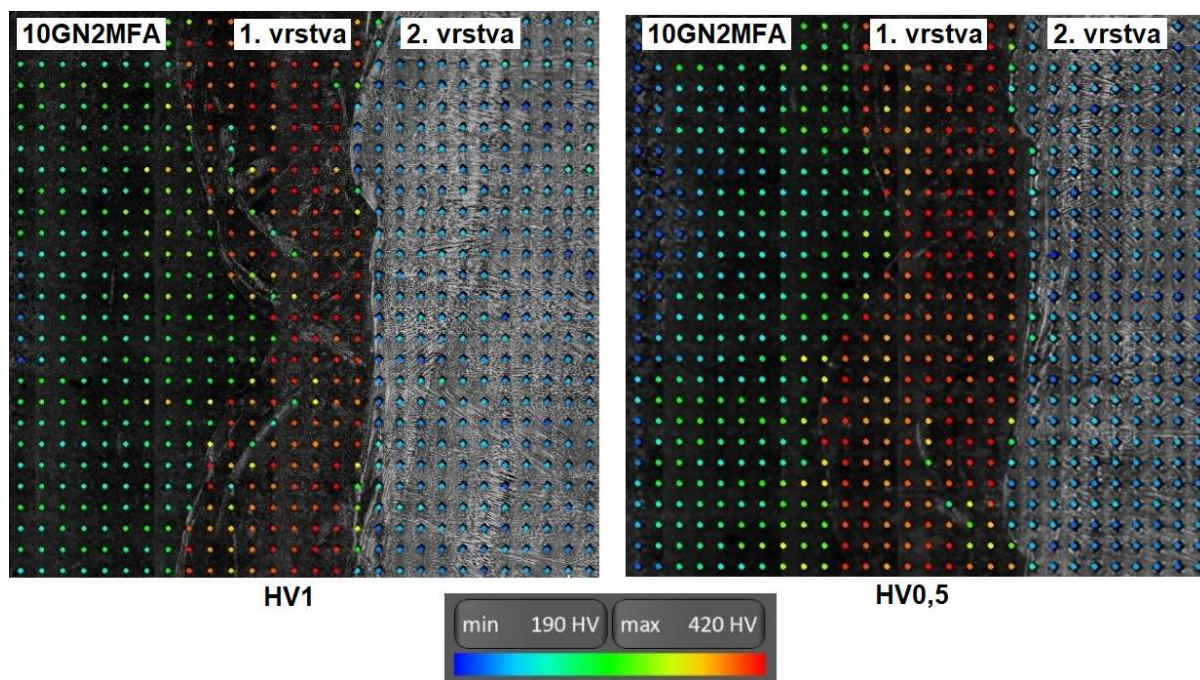 10GN2MFA 1. vrstva 2. vrstva
10GN2MFA 1. vrstva 2. vrstva
HV1
HV0,5
min 190 HV max 420 HV